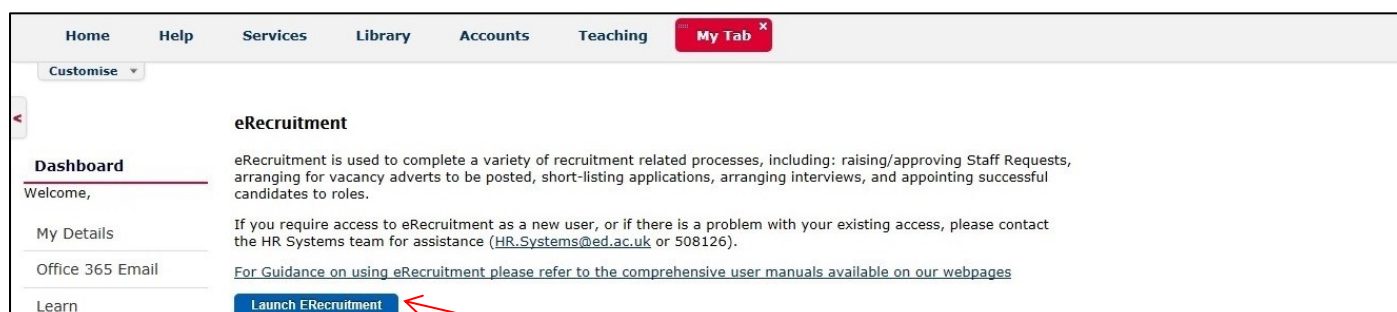 Home Help Services Library Accounts Teaching My Tab x
Customise
<
eRecruitment
Dashboard
Welcome,
My Details
Office 365 Email
Learn
eRecruitment is used to complete a variety of recruitment related processes, including: raising/approving Staff Requests,
arranging for vacancy adverts to be posted, short-listing applications, arranging interviews, and appointing successful
candidates to roles.
If you require access to eRecruitment as a new user, or if there is a problem with your existing access, please contact
the HR Systems team for assistance (HR.Systems@ed.ac.uk or 508126).
For Guidance on using eRecruitment please refer to the comprehensive user manuals available on our webpages
Launch ERecruitment